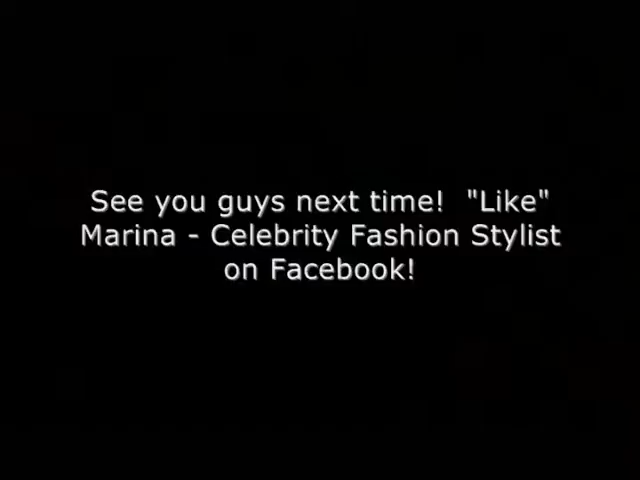 See you guys next time!  "Like"
Marina - Celebrity Fashion Stylist
on Facebook!